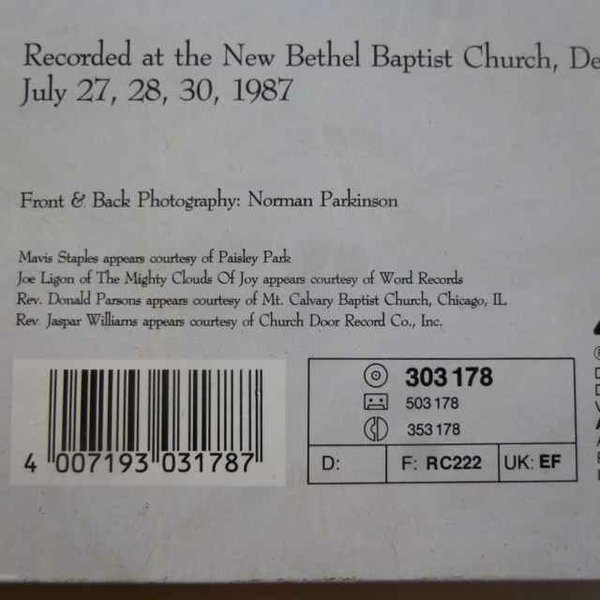 Recorded at the New Bethel Baptist Church, De
July 27, 28, 30, 1987
Front & Back Photography: Norman Parkinson
Mavis Staples appears courtesy of Paisley Park
Joe Ligon of The Mighty Clouds Of Joy appears courtesy of Word Records
Rev. Donald Parsons appears courtesy of Mt. Calvary Baptist Church, Chicago, IL
Rev. Jaspar Williams appears courtesy of Church Door Record Co., Inc.
303 178
503 178
353 178
D: F: RC222 UK: EF
4 007193 031787